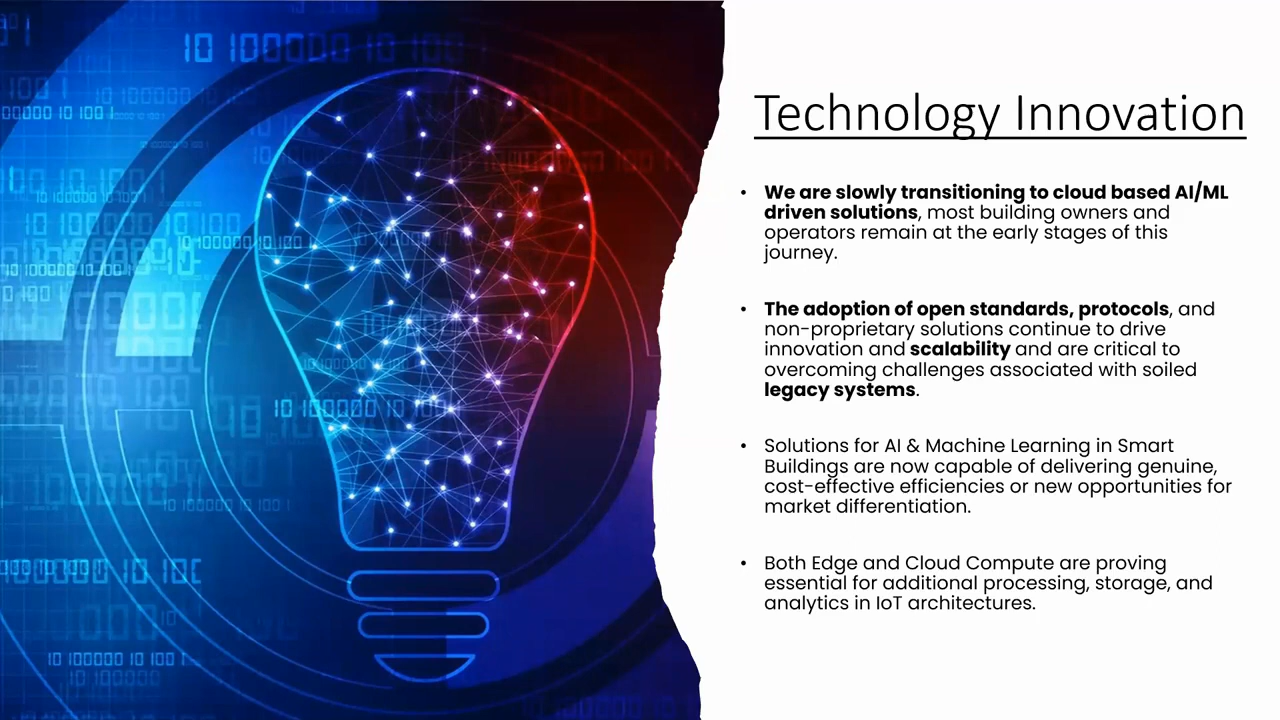 Technology Innovation
• We are slowly transitioning to cloud based AI/ML
driven solutions, most building owners and
operators remain at the early stages of this
journey.
• The adoption of open standards, protocols, and
non-proprietary solutions continue to drive
innovation and scalability and are critical to
overcoming challenges associated with soiled
legacy systems.
• Solutions for AI & Machine Learning in Smart
Buildings are now capable of delivering genuine,
cost-effective efficiencies or new opportunities for
market differentiation.
• Both Edge and Cloud Compute are proving
essential for additional processing, storage, and
analytics in IoT architectures.